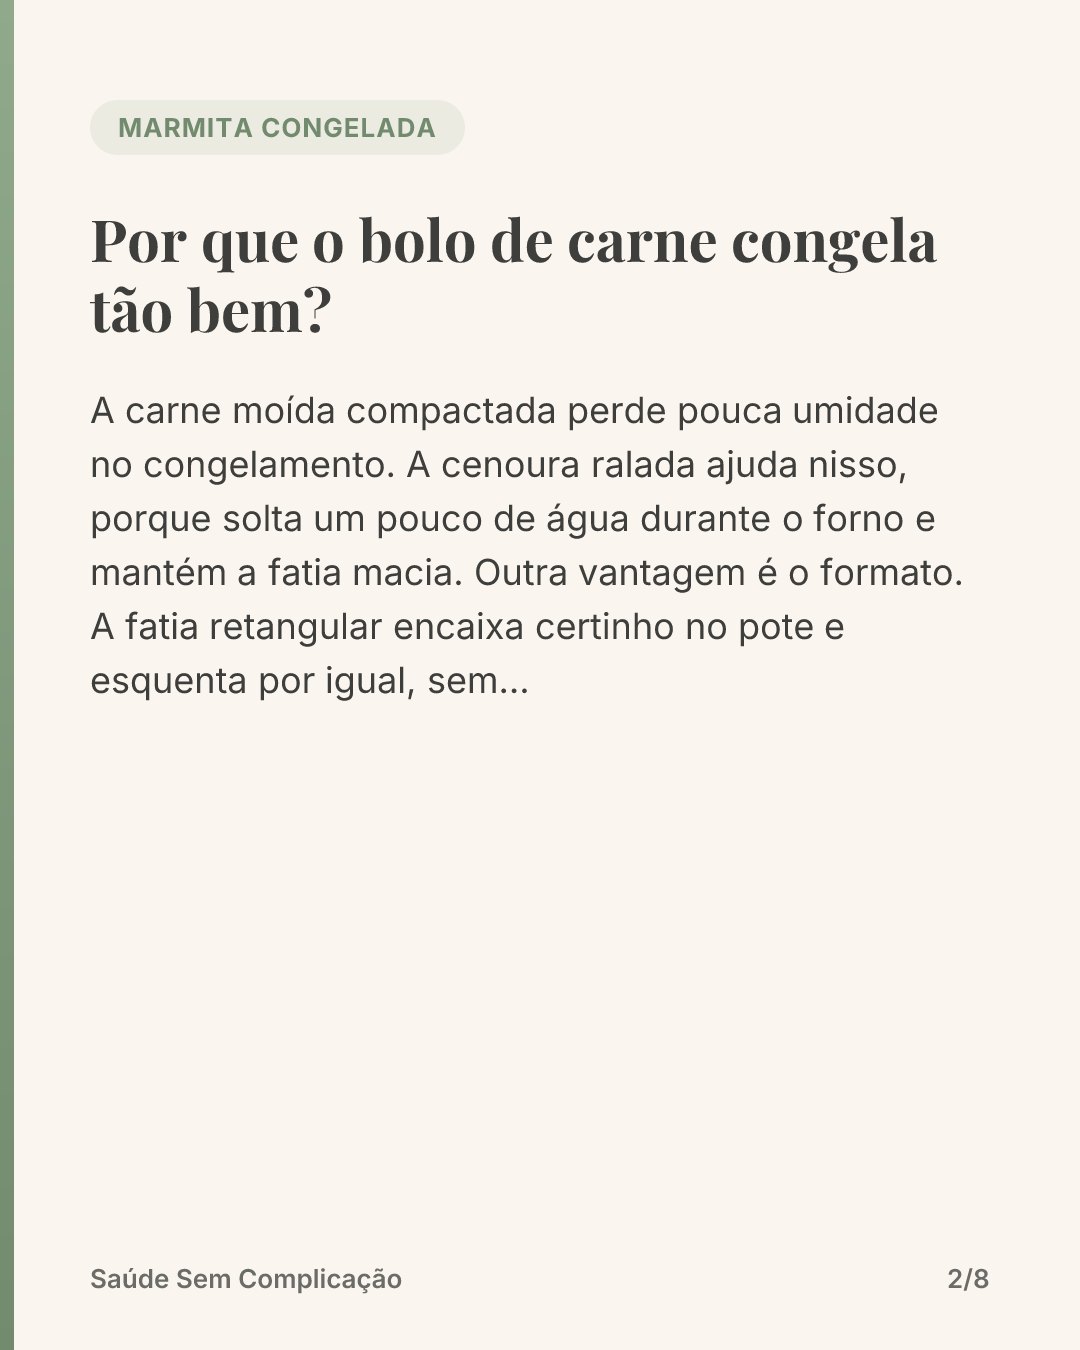 MARMITA CONGELADA
Por que o bolo de carne congela
tão bem?
A carne moída compactada perde pouca umidade
no congelamento. A cenoura ralada ajuda nisso,
porque solta um pouco de água durante o forno e
mantém a fatia macia. Outra vantagem é o formato.
A fatia retangular encaixa certinho no pote e
esquenta por igual, sem...
Saúde Sem Complicação
2/8